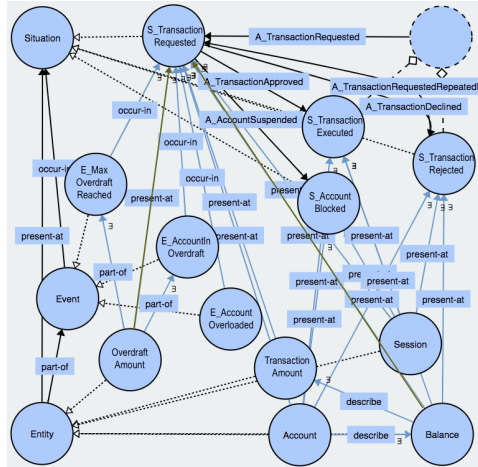 Situation
S_Transaction
Requested
A_TransactionRequested
A_TransactionRequestedRepeatedl
A_TransactionApproved
A_TransactionDeclined
A_AccountSuspended
S_Transaction
Executed
S_Transaction
Rejected
occur-in
occur-in
occur-in
occur-in
E_Max
Overdraft
Reached
present-at
present-at
S_Account
Blocked
present-at
E_AccountIn
Overdraft
present-at
present-at
present-at
present-at
part-of
present-at
present-at
Event
part-of
E_Account
Overloaded
present-at
present-at
present-at
Session
part-of
Overdraft
Amount
Transaction
Amount
describe
Entity
Account
describe
Balance